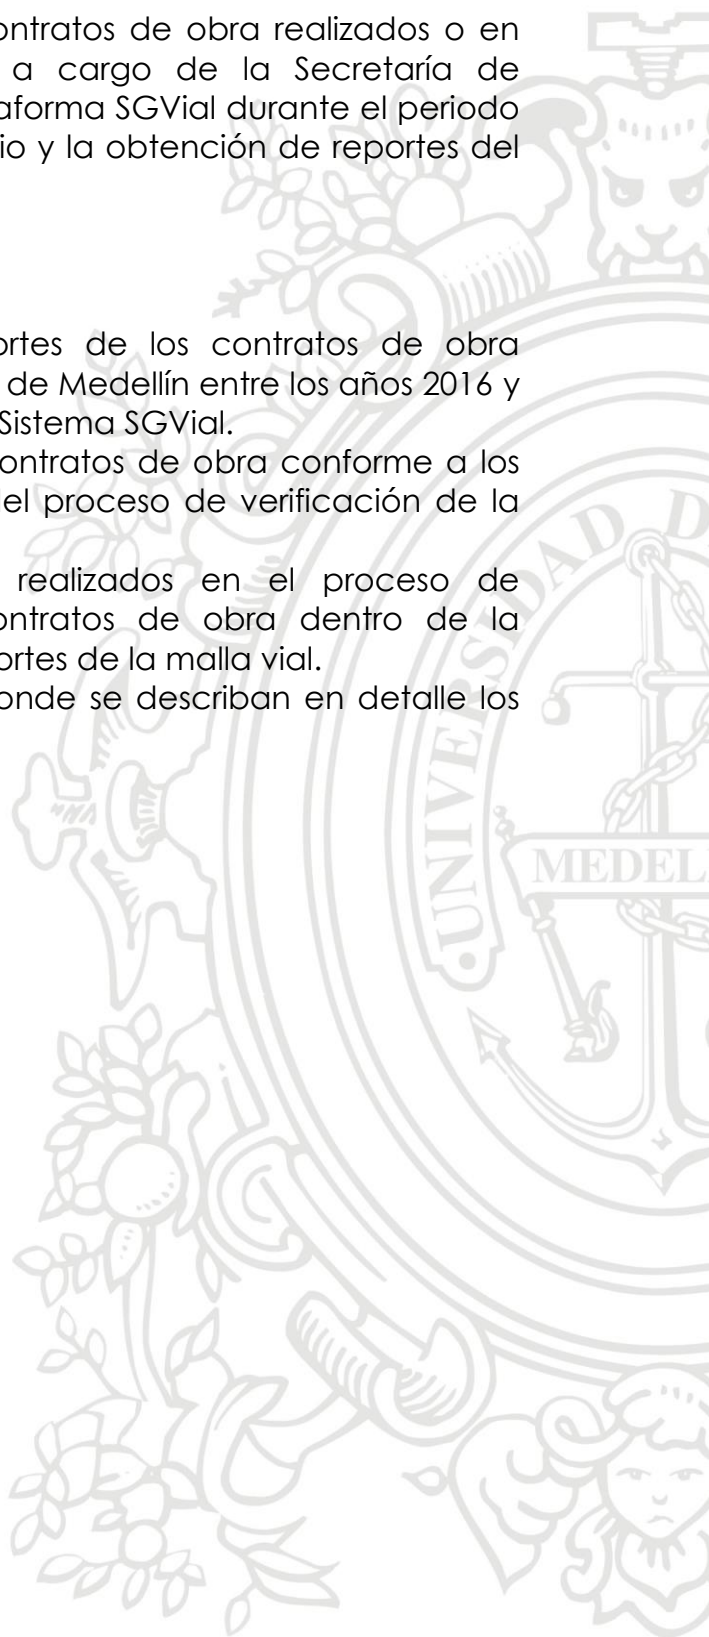 ontratos de obra realizados o en
a cargo de la Secretaría de
aforma SGVial durante el periodo
io y la obtención de reportes del
ortes de los contratos de obra
de Medellín entre los años 2016 y
Sistema SGVial.
ontratos de obra conforme a los
el proceso de verificación de la
realizados en el proceso de
ontratos de obra dentro de la
ortes de la malla vial.
onde se describan en detalle los
UNIVERSIDAD D
MEDEL